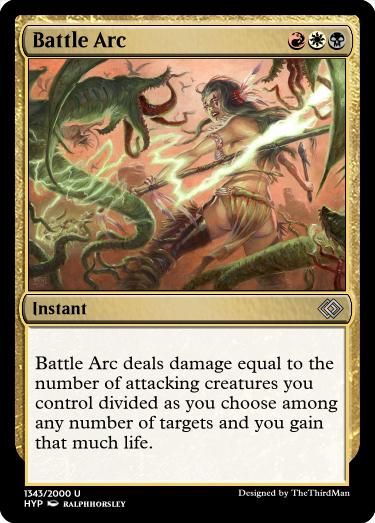 Battle Arc
Instant
Battle Arc deals damage equal to the
number of attacking creatures you
control divided as you choose among
any number of targets and you gain
that much life.
1343/2000 U
HYP RALPHHORSLEY
Designed by TheThirdMan